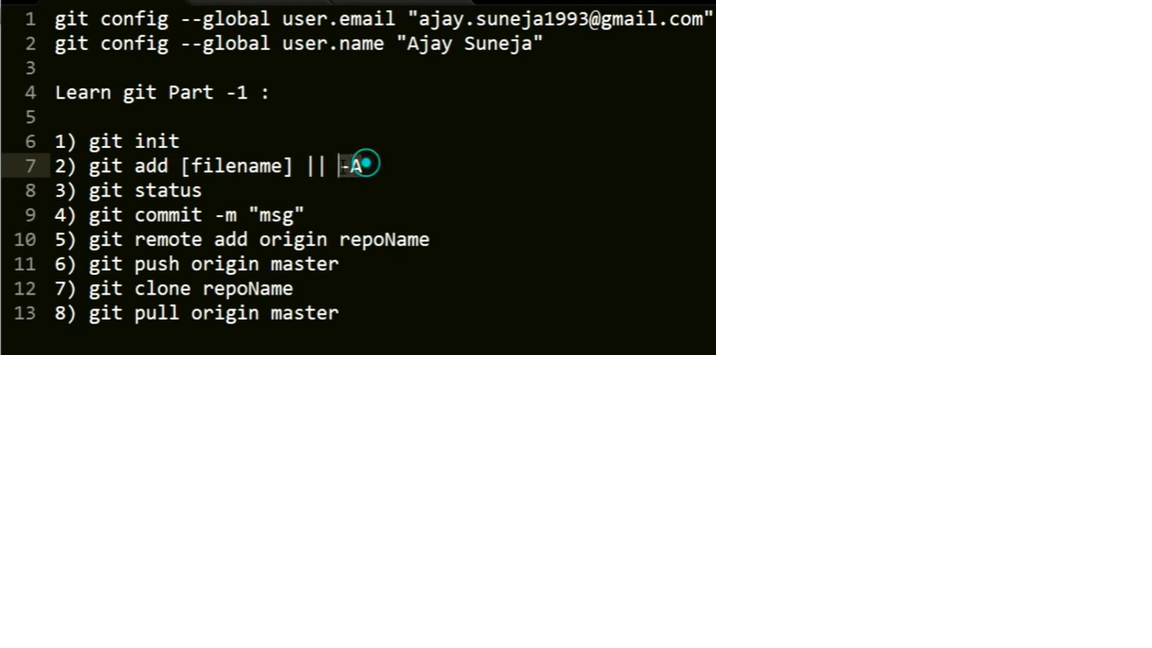 1 git config --global user.email "ajay.suneja1993@gmail.com"
2 git config --global user.name "Ajay Suneja"
3
4 Learn git Part -1 :
5
6 1) git init
7 2) git add [filename] || -A
8 3) git status
9 4) git commit -m "msg"
10 5) git remote add origin repoName
11 6) git push origin master
12 7) git clone repoName
13 8) git pull origin master